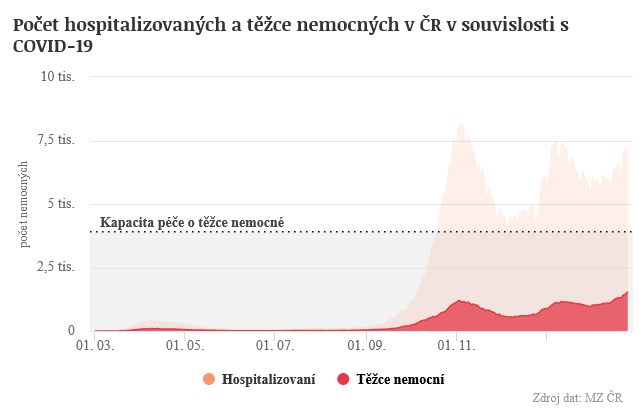 Počet hospitalizovaných a těžce nemocných v ČR v souvislosti s
COVID-19
10 tis.
7,5 tis.
5 tis.
2,5 tis.
0
počet nemocných
Kapacita péče o těžce nemocné
01. 03.
01. 05.
01. 07.
01. 09.
01. 11.
Hospitalizovaní
Těžce nemocní
Zdroj dat: MZ ČR